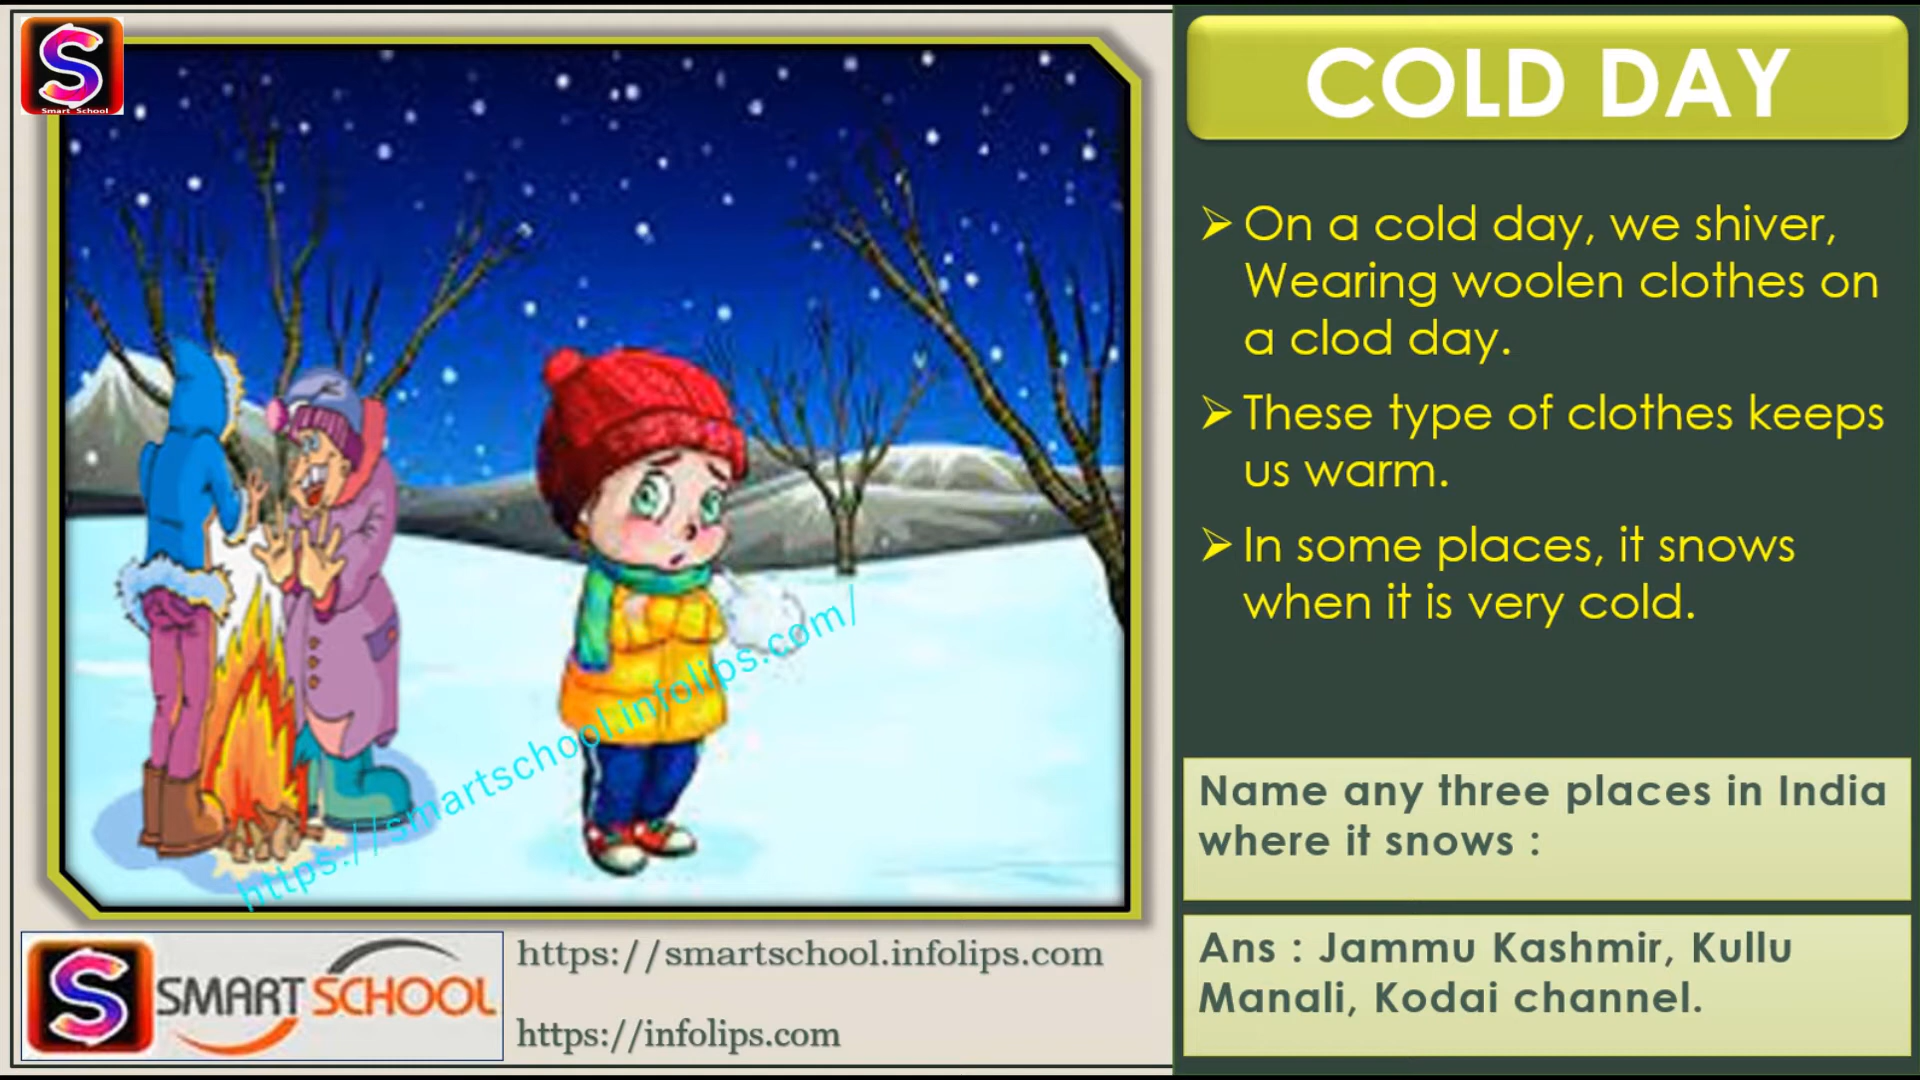 S
Smart School
COLD DAY
➢ On a cold day, we shiver,
Wearing woolen clothes on
a clod day.
➢ These type of clothes keeps
us warm.
➢ In some places, it snows
when it is very cold.
https://smartschool.infolips.com/
Name any three places in India
where it snows :
Ans : Jammu Kashmir, Kullu
Manali, Kodai channel.
S SMART SCHOOL
https://smartschool.infolips.com
https://infolips.com